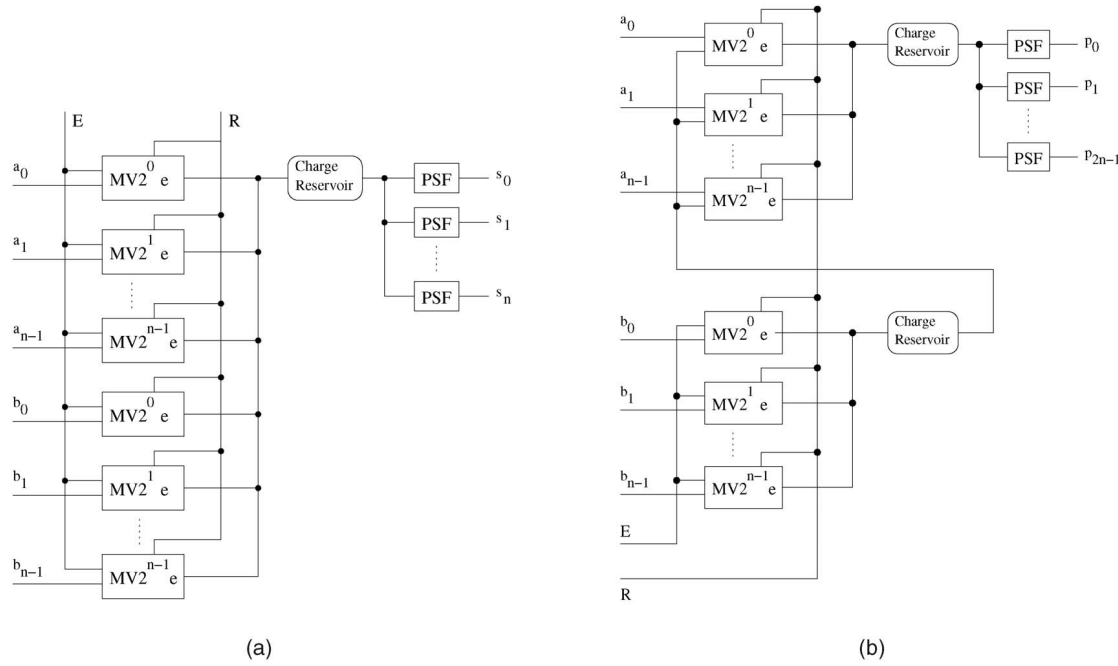 E R
a0
MV2^0 e
a1
MV2^1 e
an−1
MV2^n−1 e
b0
MV2^0 e
b1
MV2^1 e
bn−1
MV2^n−1 e
Charge
Reservoir
PSF s0
PSF s1
PSF sn
(a)
a0
MV2^0 e
a1
MV2^1 e
an−1
MV2^n−1 e
Charge
Reservoir
PSF p0
PSF p1
PSF p2n−1
b0
MV2^0 e
b1
MV2^1 e
bn−1
MV2^n−1 e
Charge
Reservoir
E
R
(b)